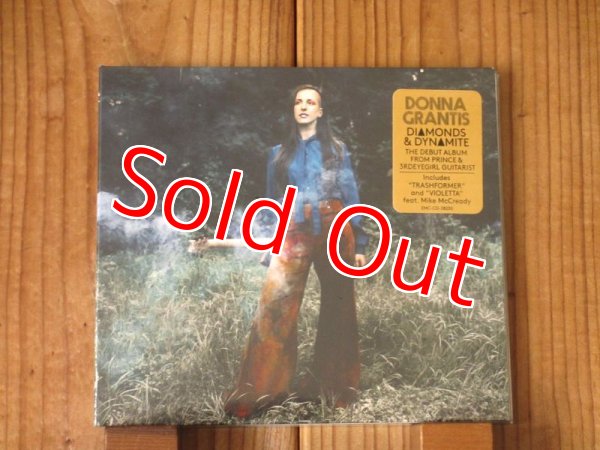 DONNA
GRANTIS
DIAMONDS
& DYNAMITE
THE DEBUT ALBUM
FROM PRINCE &
3RDEYEGIRL GUITARIST
Includes
"TRASHFORMER"
and "VIOLETTA"
feat. Mike McCready
Sold Out